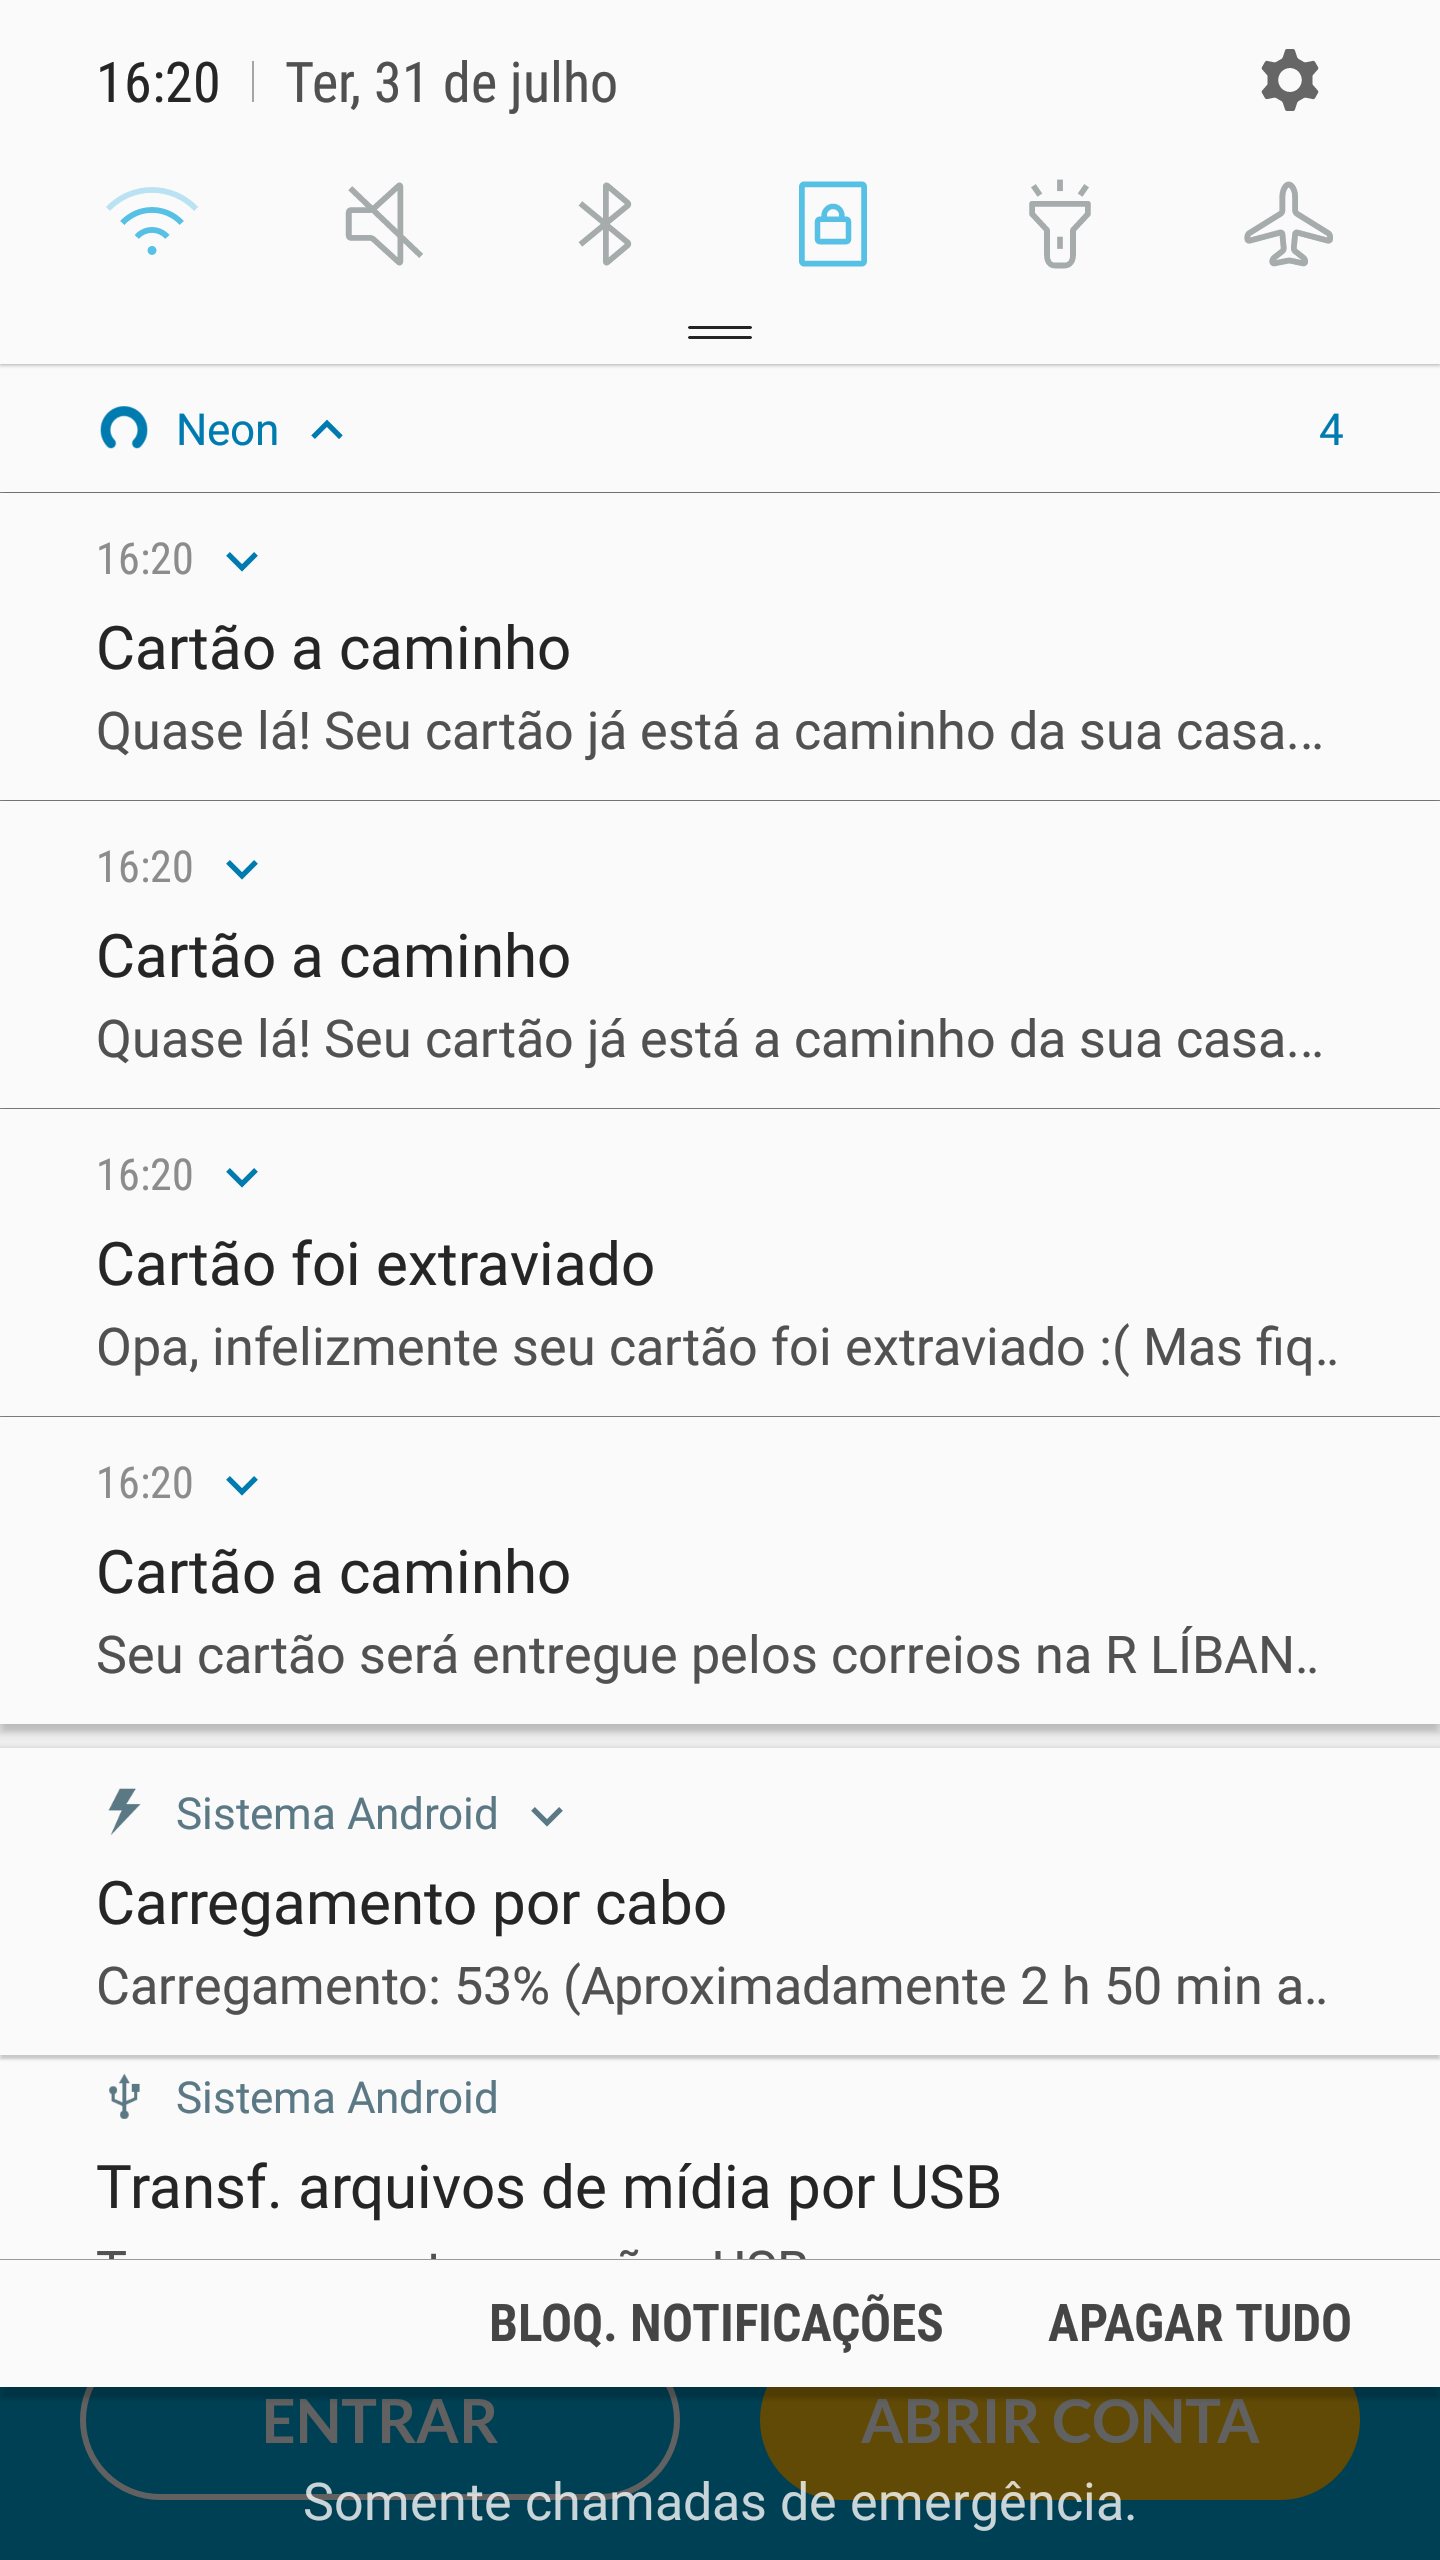 16:20 | Ter, 31 de julho
Neon 4
16:20
Cartão a caminho
Quase lá! Seu cartão já está a caminho da sua casa...
16:20
Cartão a caminho
Quase lá! Seu cartão já está a caminho da sua casa...
16:20
Cartão foi extraviado
Opa, infelizmente seu cartão foi extraviado :( Mas fiq..
16:20
Cartão a caminho
Seu cartão será entregue pelos correios na R LÍBAN..
Sistema Android
Carregamento por cabo
Carregamento: 53% (Aproximadamente 2 h 50 min a..
Sistema Android
Transf. arquivos de mídia por USB
BLOQ. NOTIFICAÇÕES APAGAR TUDO
ENTRAR ABRIR CONTA
Somente chamadas de emergência.